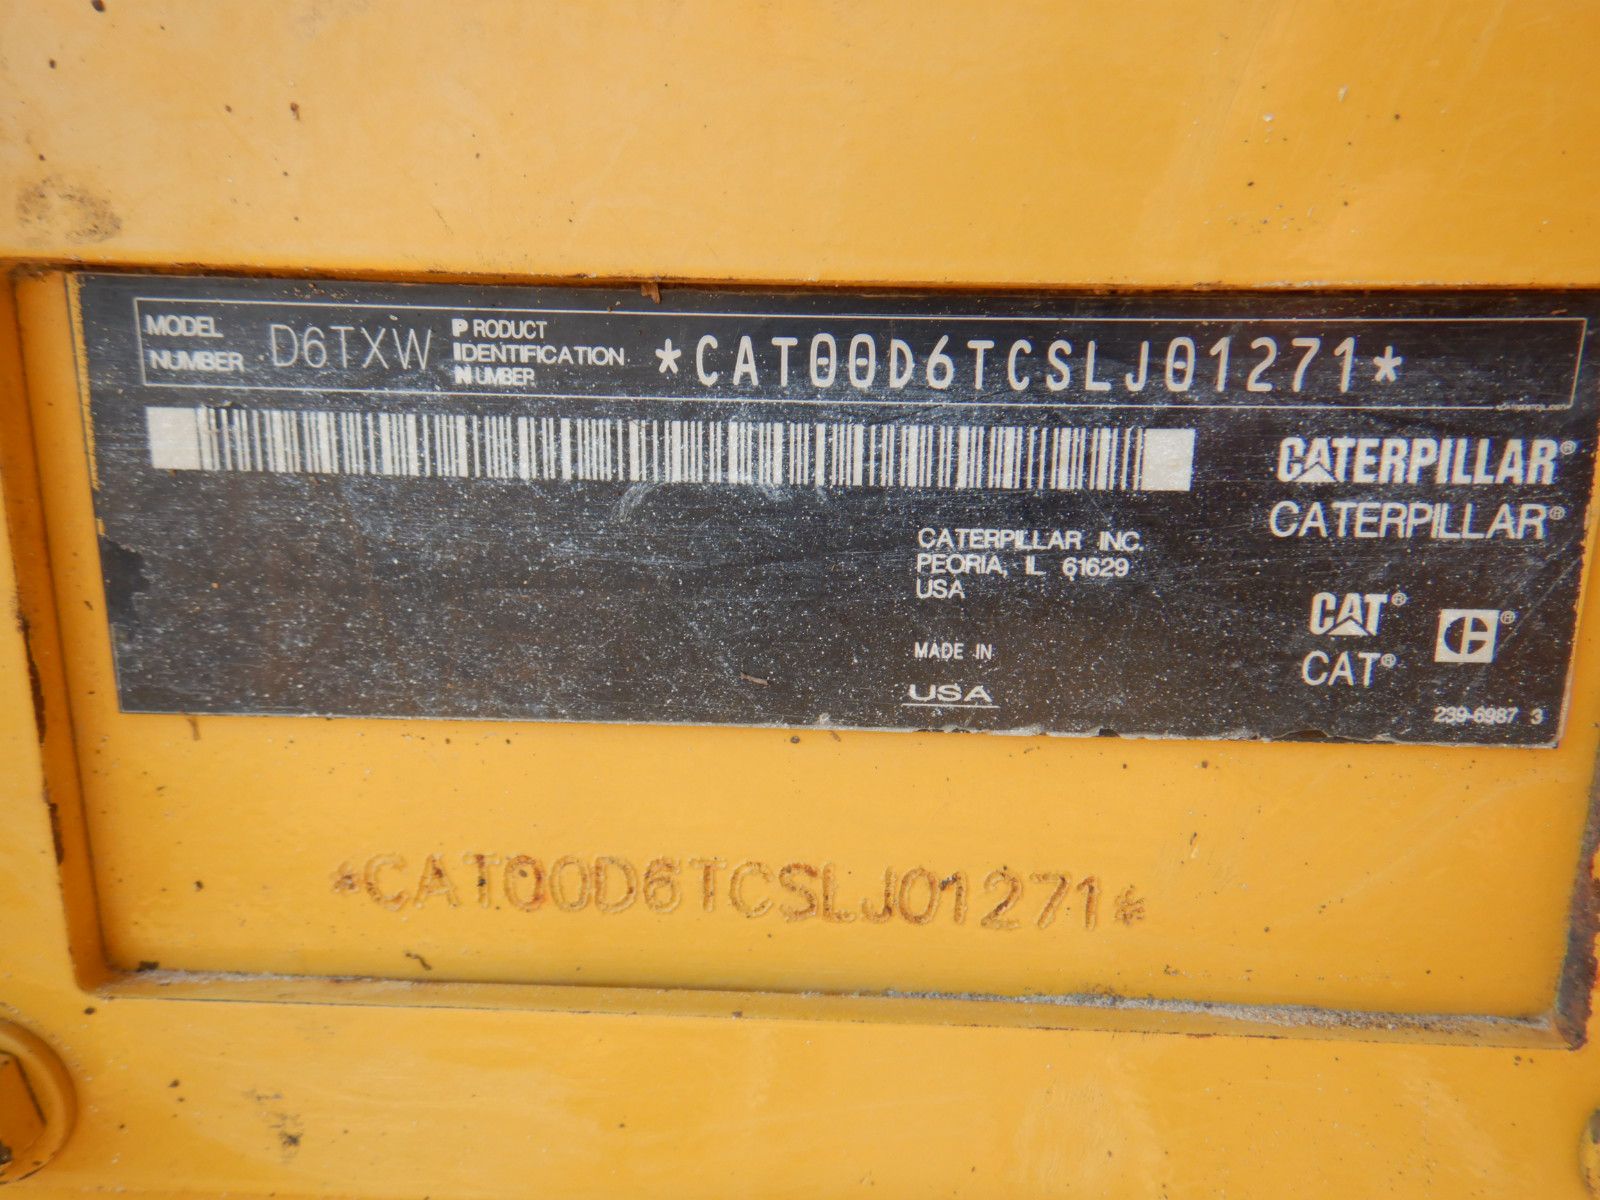 MODEL NUMBER D6TXW PRODUCT IDENTIFICATION NUMBER *CAT00D6TCSLJ01271*
CATERPILLAR®
CATERPILLAR®
CATERPILLAR INC.
PEORIA, IL 61629
USA
MADE IN
USA
CAT®
CAT®
C®
239-6987 3
*CAT00D6TCSLJ01271*